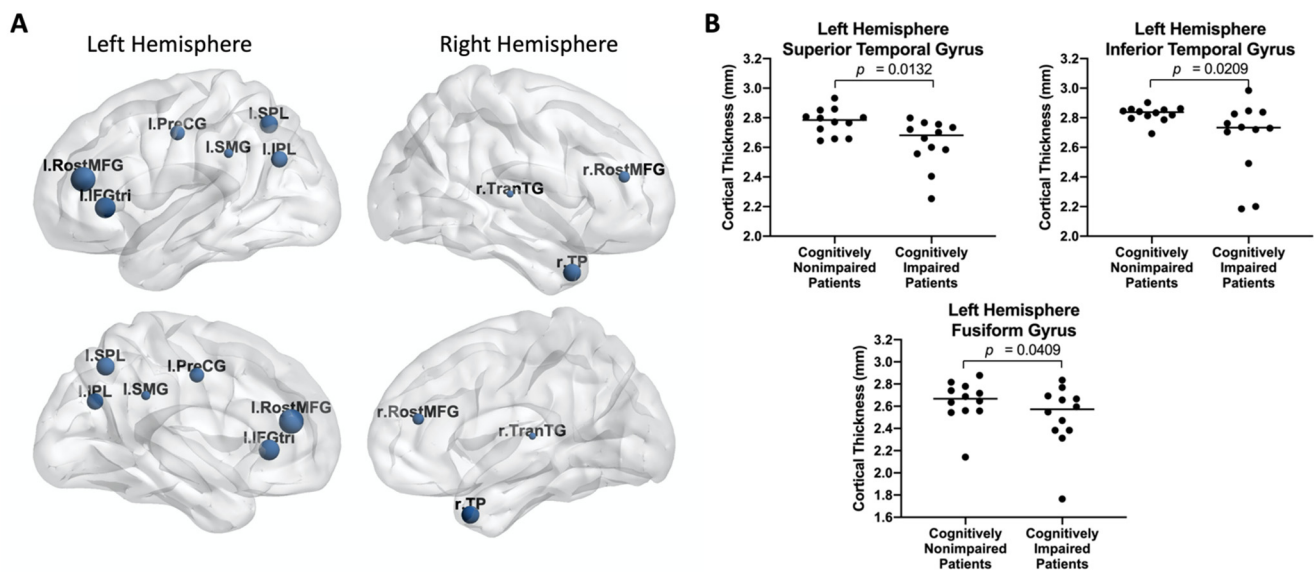 A
Left Hemisphere
Right Hemisphere
l.PreCG
l.SPL
l.SMG
l.IPL
l.RostMFG
l.IFGtri
r.RostMFG
r.TranTG
r.TP
l.SPL
l.PreCG
l.IPL
l.SMG
l.RostMFG
l.IFGtri
r.RostMFG
r.TranTG
r.TP
B
Left Hemisphere
Superior Temporal Gyrus
p = 0.0132
Cortical Thickness (mm)
3.2
3.0
2.8
2.6
2.4
2.2
2.0
Cognitively
Nonimpaired
Patients
Cognitively
Impaired
Patients
Left Hemisphere
Inferior Temporal Gyrus
p = 0.0209
Cortical Thickness (mm)
3.2
3.0
2.8
2.6
2.4
2.2
2.0
Cognitively
Nonimpaired
Patients
Cognitively
Impaired
Patients
Left Hemisphere
Fusiform Gyrus
p = 0.0409
Cortical Thickness (mm)
3.2
3.0
2.8
2.6
2.4
2.2
2.0
1.8
1.6
Cognitively
Nonimpaired
Patients
Cognitively
Impaired
Patients